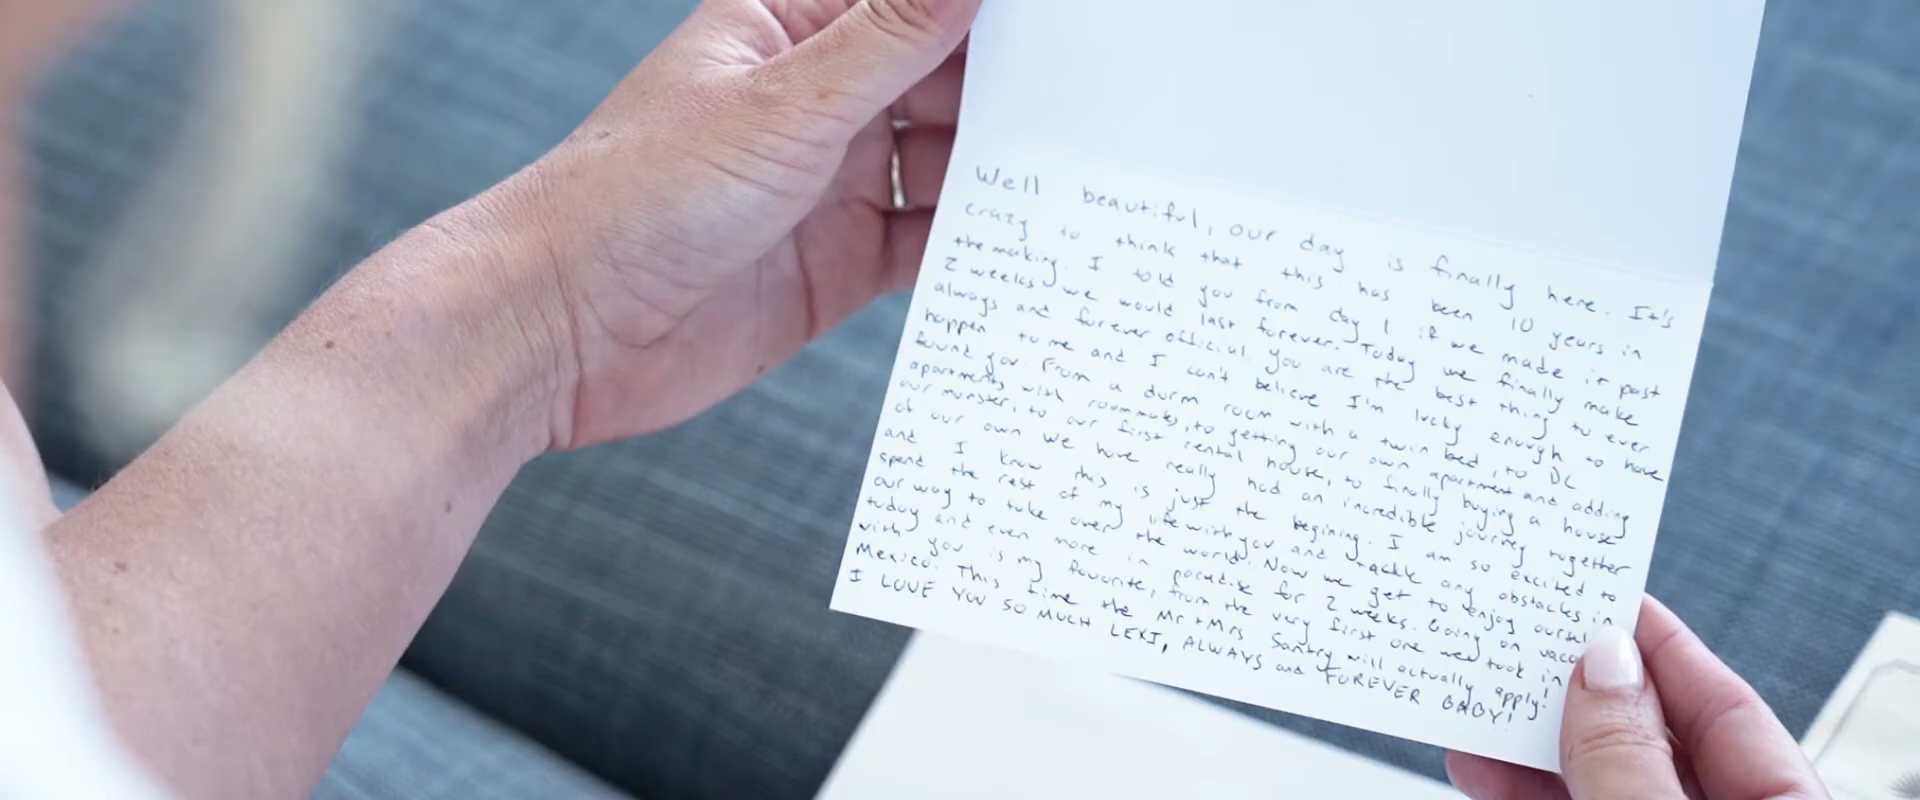 Well beautiful, our day is finally here. It's
crazy to think that this has been 10 years in
the making. I told you from day 1 if we made it past
2 weeks we would last forever. Today we finally make
always and forever official. You are the best thing to ever
happen to me and I can't believe I'm lucky enough to have
found you. From a dorm room with a twin bed, to DC
apartments with roommates, to getting our own apartment and adding
our munster, to our first rental house, to finally buying a house
of our own we have really had an incredible journey together
and I know this is just the begining. I am so excited to
spend the rest of my life with you and tackle any obstacles in
our way to take over the world. Now we get to enjoy oursel
today and even more in paradise for 2 weeks. Going on vaca
with you is my favorite, from the very first one we took in
Mexico. This time the Mr + Mrs Santry will actually apply!
I LOVE YOU SO MUCH LEXI, ALWAYS and FOREVER BABY!